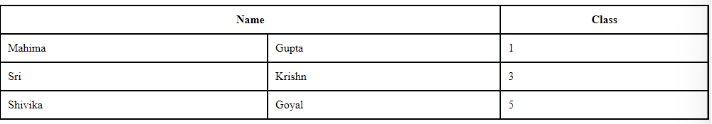 Name Class
Mahima Gupta 1
Sri Krishn 3
Shivika Goyal 5